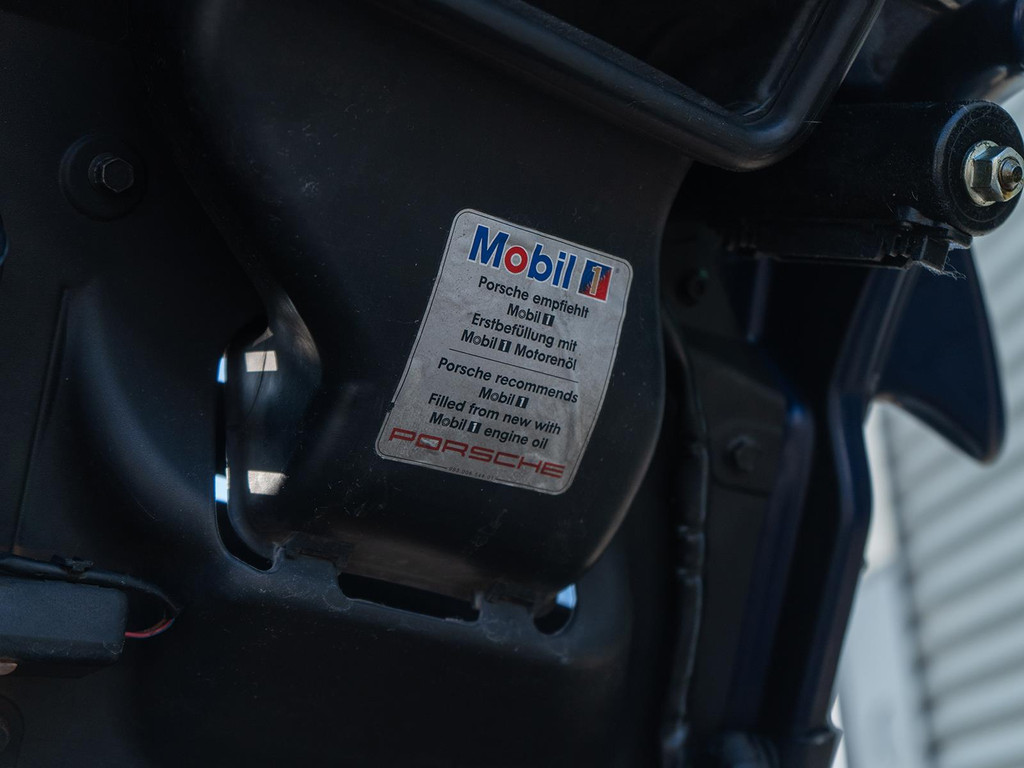 Mobil 1
Porsche empfiehlt
Mobil 1
Erstbefüllung mit
Mobil 1 Motorenöl
Porsche recommends
Mobil 1
Filled from new with
Mobil 1 engine oil
PORSCHE